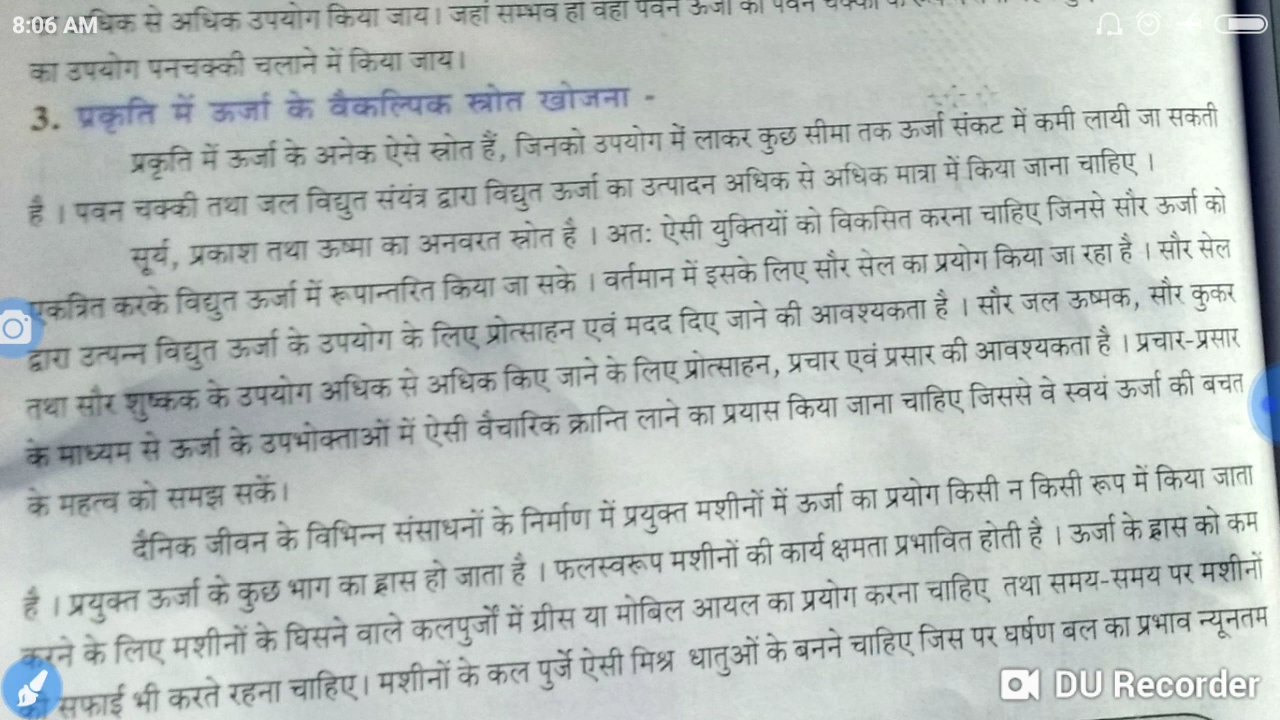 8:06 AM
धिक से अधिक उपयोग किया जाय। जहां सम्भव हो वहां पवन ऊर्जा का पवन
का उपयोग पनचक्की चलाने में किया जाय।
3. प्रकृति में ऊर्जा के वैकल्पिक स्त्रोत खोजना -
प्रकृति में ऊर्जा के अनेक ऐसे स्रोत हैं, जिनको उपयोग में लाकर कुछ सीमा तक ऊर्जा संकट में कमी लायी जा सकती
है । पवन चक्की तथा जल विद्युत संयंत्र द्वारा विद्युत ऊर्जा का उत्पादन अधिक से अधिक मात्रा में किया जाना चाहिए ।
सूर्य, प्रकाश तथा ऊष्मा का अनवरत स्रोत है । अतः ऐसी युक्तियों को विकसित करना चाहिए जिनसे सौर ऊर्जा को
एकत्रित करके विद्युत ऊर्जा में रूपान्तरित किया जा सके । वर्तमान में इसके लिए सौर सेल का प्रयोग किया जा रहा है । सौर सेल
द्वारा उत्पन्न विद्युत ऊर्जा के उपयोग के लिए प्रोत्साहन एवं मदद दिए जाने की आवश्यकता है । सौर जल ऊष्मक, सौर कुकर
तथा सौर शुष्कक के उपयोग अधिक से अधिक किए जाने के लिए प्रोत्साहन, प्रचार एवं प्रसार की आवश्यकता है । प्रचार-प्रसार
के माध्यम से ऊर्जा के उपभोक्ताओं में ऐसी वैचारिक क्रान्ति लाने का प्रयास किया जाना चाहिए जिससे वे स्वयं ऊर्जा की बचत
के महत्व को समझ सकें।
दैनिक जीवन के विभिन्न संसाधनों के निर्माण में प्रयुक्त मशीनों में ऊर्जा का प्रयोग किसी न किसी रूप में किया जाता
है । प्रयुक्त ऊर्जा के कुछ भाग का ह्रास हो जाता है । फलस्वरूप मशीनों की कार्य क्षमता प्रभावित होती है । ऊर्जा के ह्रास को कम
करने के लिए मशीनों के घिसने वाले कलपुर्जों में ग्रीस या मोबिल आयल का प्रयोग करना चाहिए तथा समय-समय पर मशीनों
की सफाई भी करते रहना चाहिए। मशीनों के कल पुर्जे ऐसी मिश्र धातुओं के बनने चाहिए जिस पर घर्षण बल का प्रभाव न्यूनतम
DU Recorder